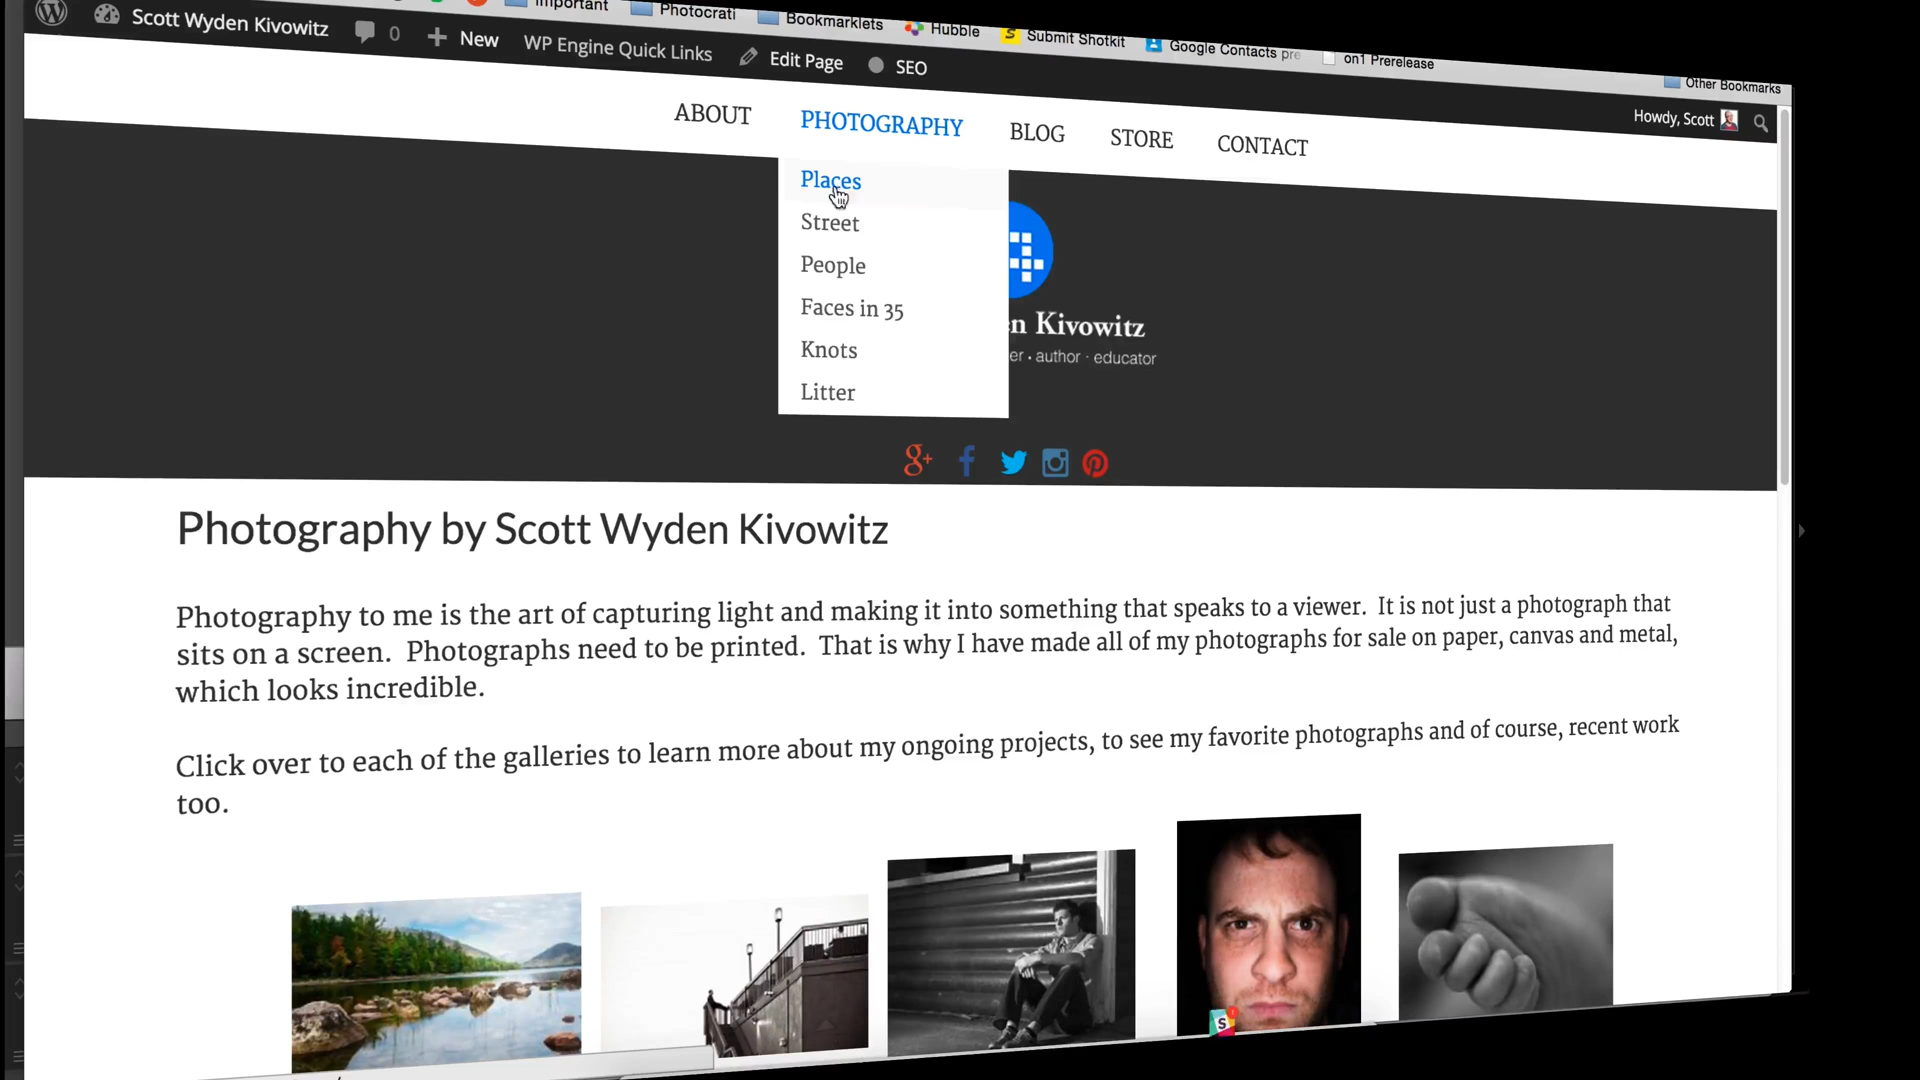 Important
Photocrati
Bookmarklets
Hubble
Submit Shotkit
Google Contacts pre
on1 Prerelease
Other Bookmarks
Scott Wyden Kivowitz
0
New
WP Engine Quick Links
Edit Page
SEO
Howdy, Scott
ABOUT
PHOTOGRAPHY
BLOG
STORE
CONTACT
Places
Street
People
Faces in 35
Knots
Litter
en Kivowitz
er • author · educator
g+
Photography by Scott Wyden Kivowitz
Photography to me is the art of capturing light and making it into something that speaks to a viewer. It is not just a photograph that
sits on a screen. Photographs need to be printed. That is why I have made all of my photographs for sale on paper, canvas and metal,
which looks incredible.
Click over to each of the galleries to learn more about my ongoing projects, to see my favorite photographs and of course, recent work
too.